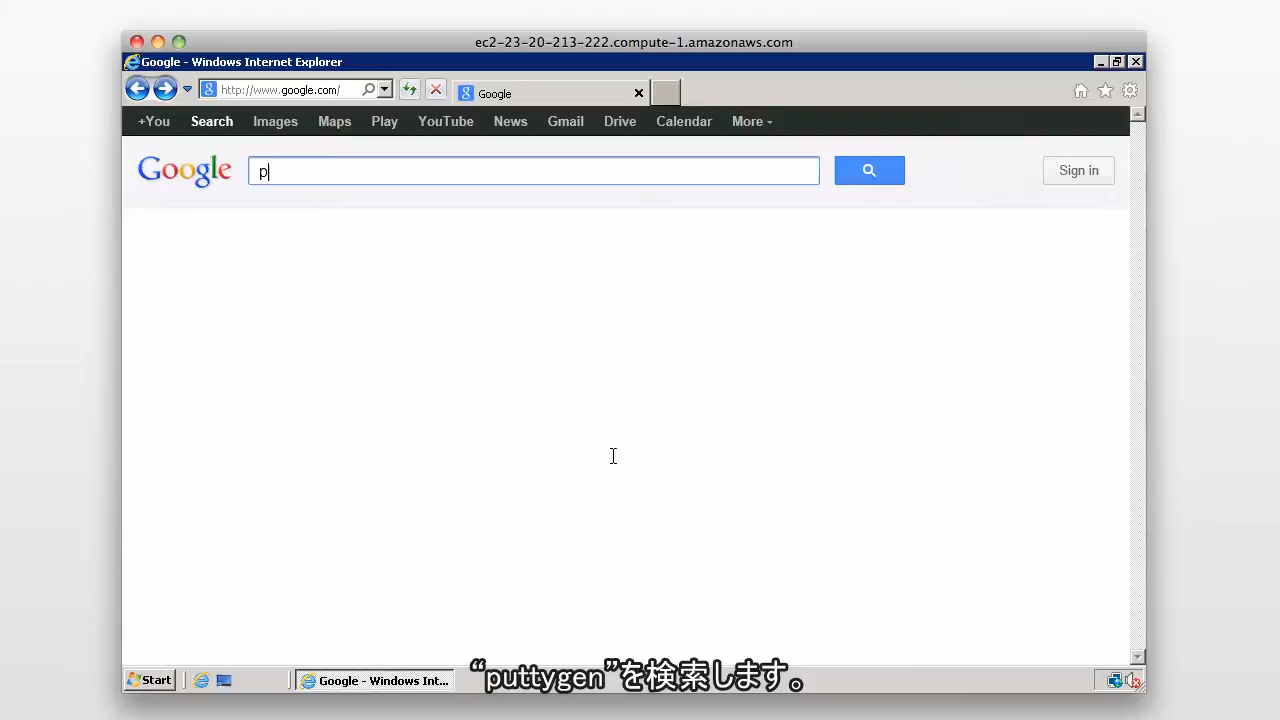 ec2-23-20-213-222.compute-1.amazonaws.com
Google - Windows Internet Explorer
http://www.google.com/
Google
+You Search Images Maps Play YouTube News Gmail Drive Calendar More
Google p Sign in
Start Google - Windows Int...
“puttygen”を検索します。